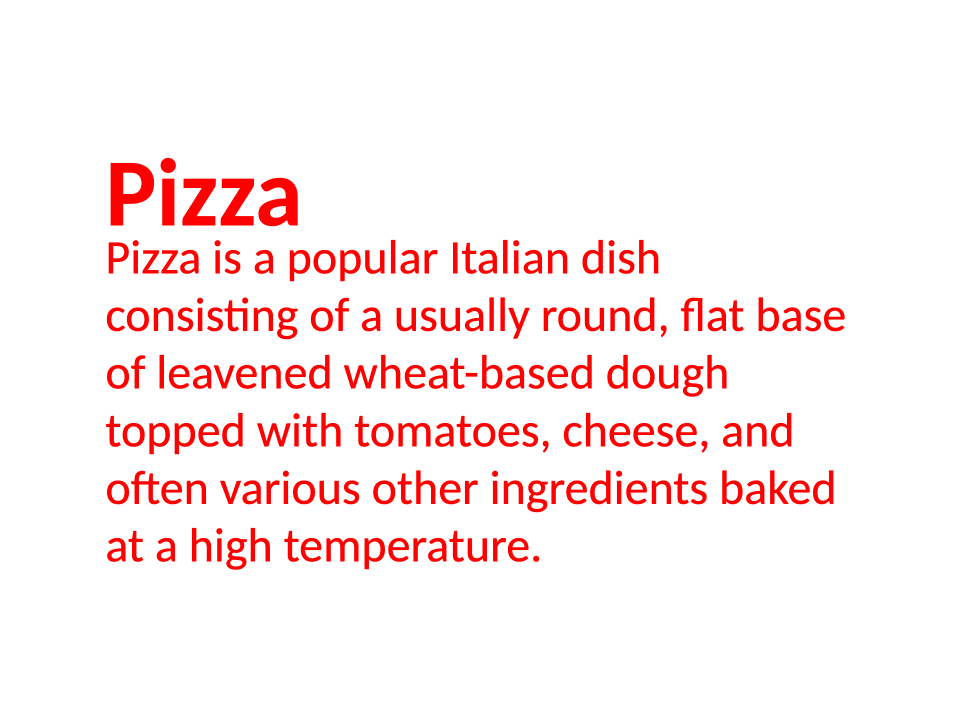 Pizza
Pizza is a popular Italian dish
consisting of a usually round, flat base
of leavened wheat-based dough
topped with tomatoes, cheese, and
often various other ingredients baked
at a high temperature.